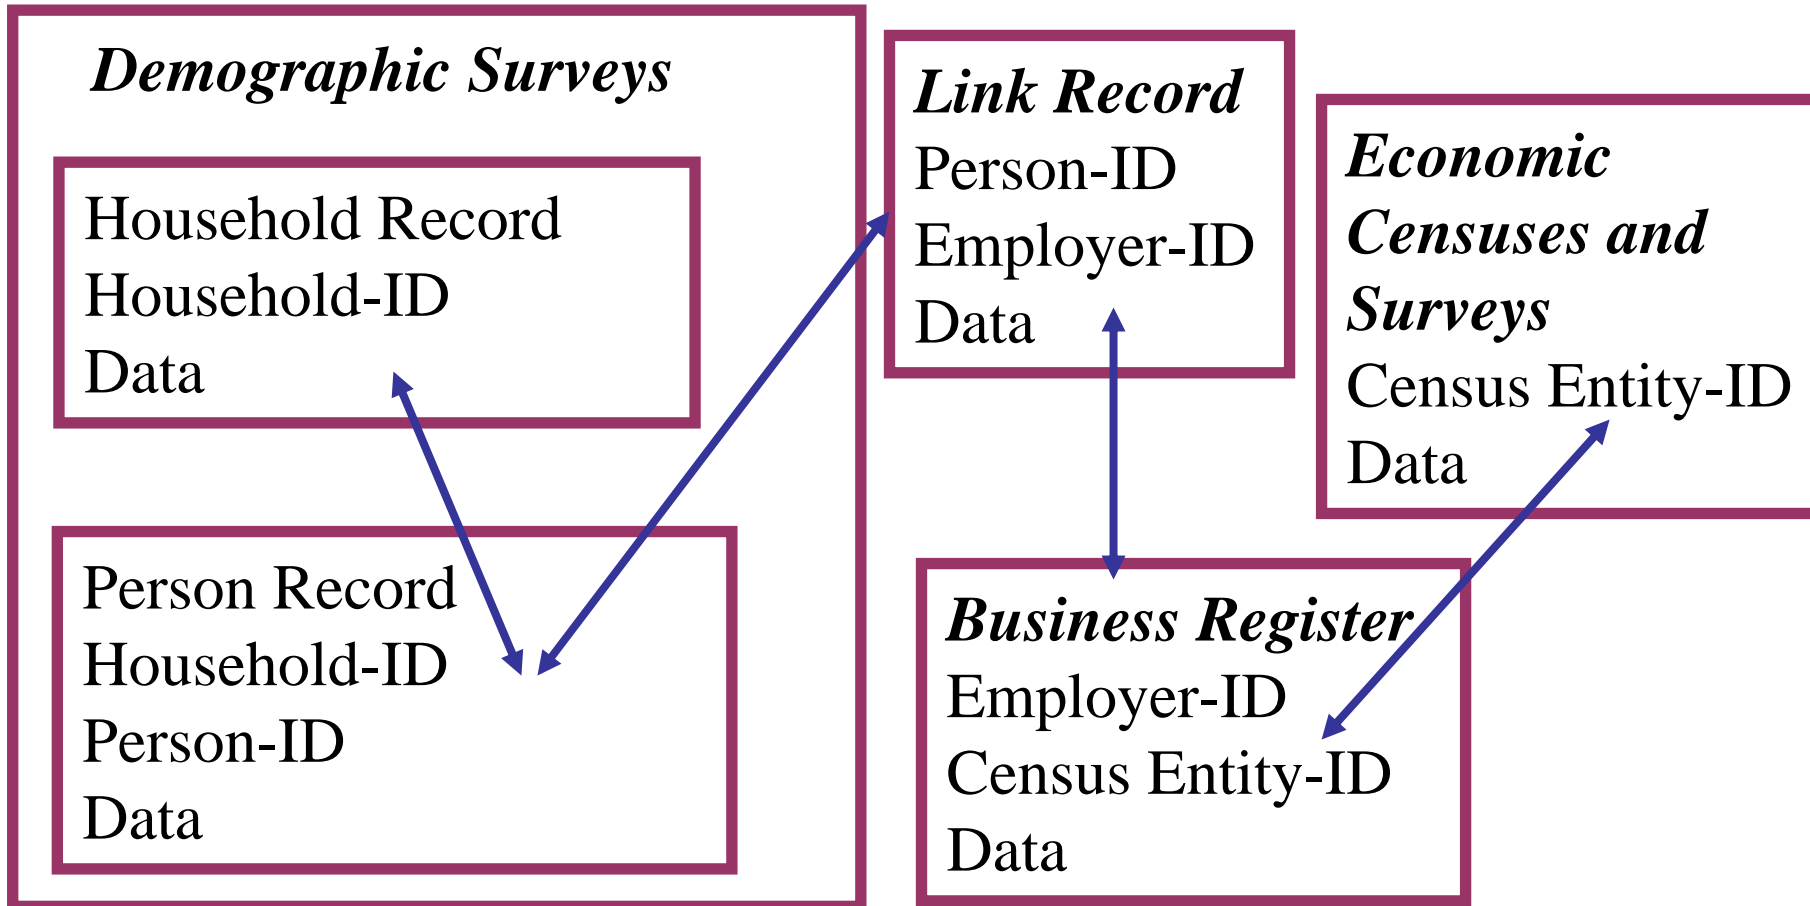 Demographic Surveys
Household Record
Household-ID
Data
Person Record
Household-ID
Person-ID
Data
Link Record
Person-ID
Employer-ID
Data
Business Register
Employer-ID
Census Entity-ID
Data
Economic
Censuses and
Surveys
Census Entity-ID
Data